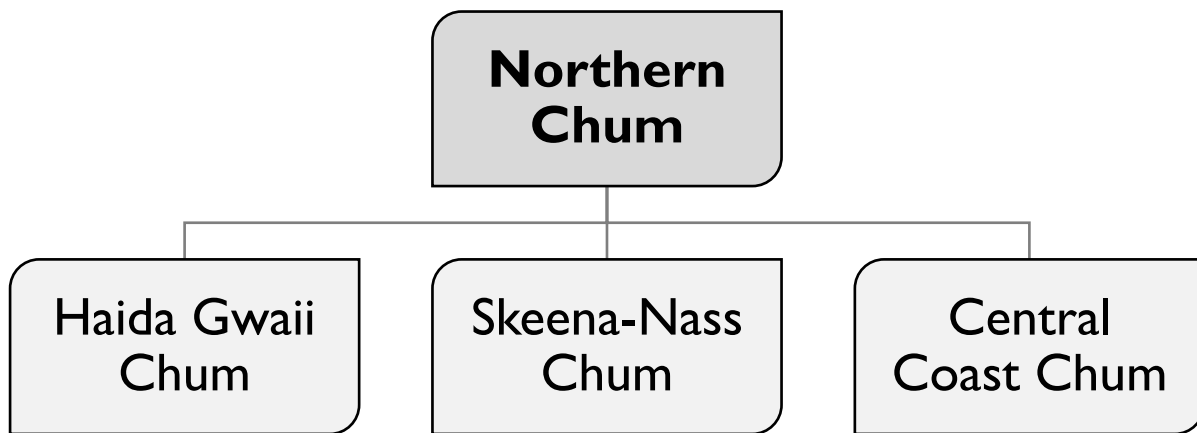 Northern
Chum
Haida Gwaii
Chum
Skeena-Nass
Chum
Central
Coast Chum